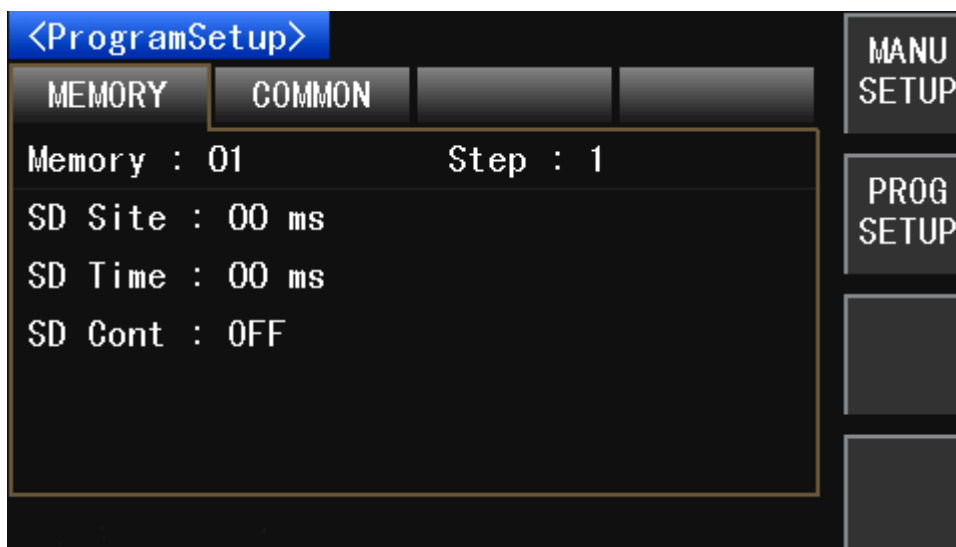 <ProgramSetup>
MEMORY COMMON
Memory : 01 Step : 1
SD Site : 00 ms
SD Time : 00 ms
SD Cont : OFF
MANU
SETUP
PROG
SETUP